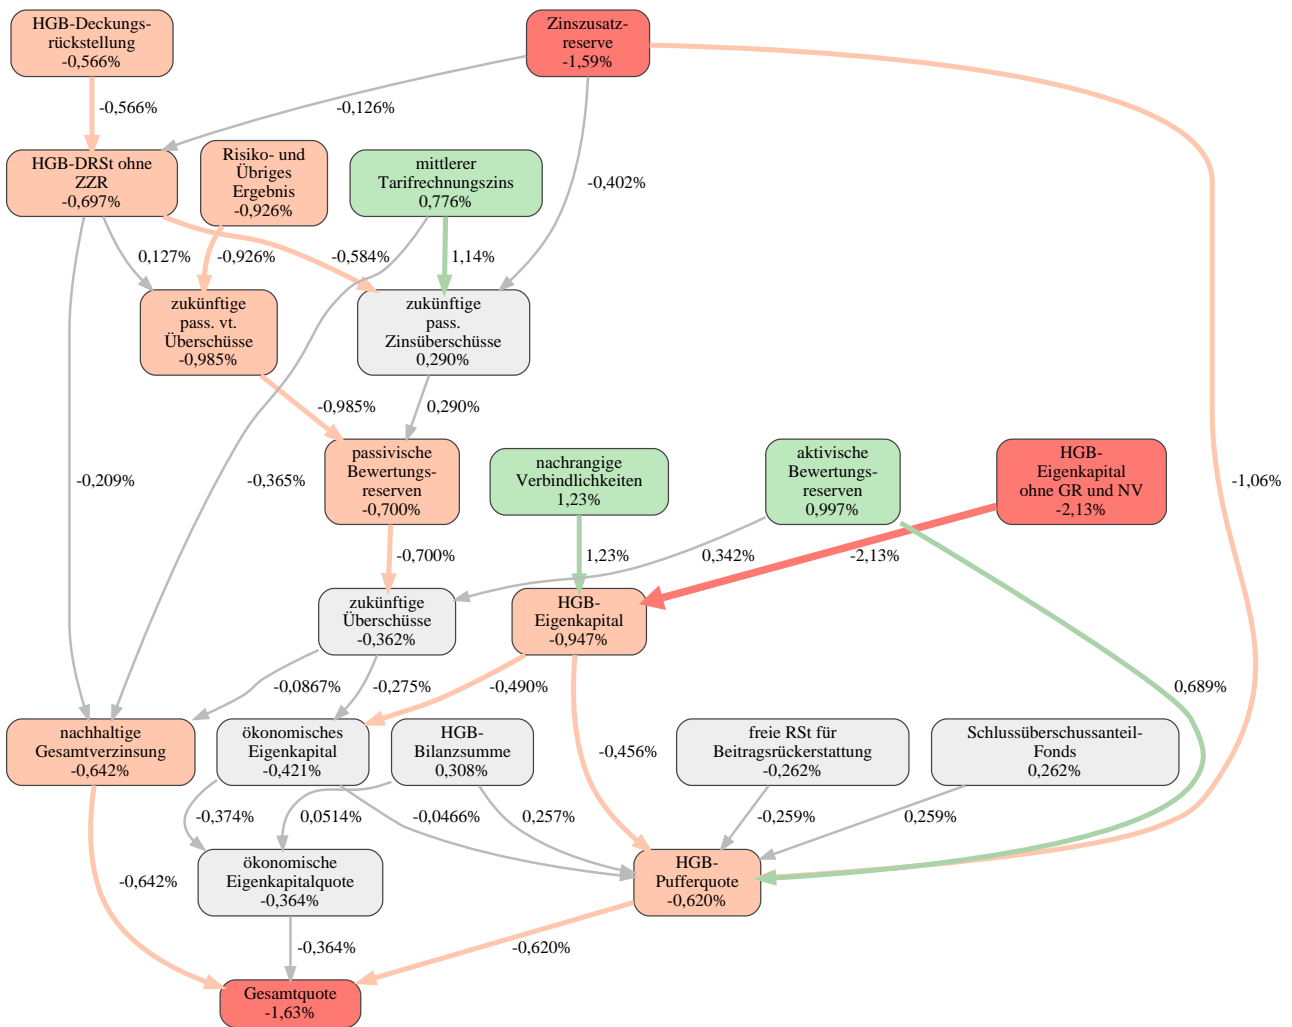 HGB-Deckungs-
rückstellung
-0,566%
Zinszusatz-
reserve
-1,59%
-0,566%
-0,126%
HGB-DRSt ohne
ZZR
-0,697%
Risiko- und
Übriges
Ergebnis
-0,926%
mittlerer
Tarifrechnungszins
0,776%
-0,402%
0,127%
-0,926%
-0,584%
1,14%
zukünftige
pass. vt.
Überschüsse
-0,985%
zukünftige
pass.
Zinsüberschüsse
0,290%
-0,985%
0,290%
-0,209%
-0,365%
passivische
Bewertungs-
reserven
-0,700%
nachrangige
Verbindlichkeiten
1,23%
aktivische
Bewertungs-
reserven
0,997%
HGB-
Eigenkapital
ohne GR und NV
-2,13%
-1,06%
-0,700%
1,23%
0,342%
-2,13%
zukünftige
Überschüsse
-0,362%
HGB-
Eigenkapital
-0,947%
-0,0867%
-0,275%
-0,490%
0,689%
nachhaltige
Gesamtverzinsung
-0,642%
ökonomisches
Eigenkapital
-0,421%
HGB-
Bilanzsumme
0,308%
-0,456%
freie RSt für
Beitragsrückerstattung
-0,262%
Schlussüberschussanteil-
Fonds
0,262%
-0,374%
0,0514%
-0,0466%
0,257%
-0,259%
0,259%
ökonomische
Eigenkapitalquote
-0,364%
HGB-
Pufferquote
-0,620%
-0,642%
-0,364%
-0,620%
Gesamtquote
-1,63%